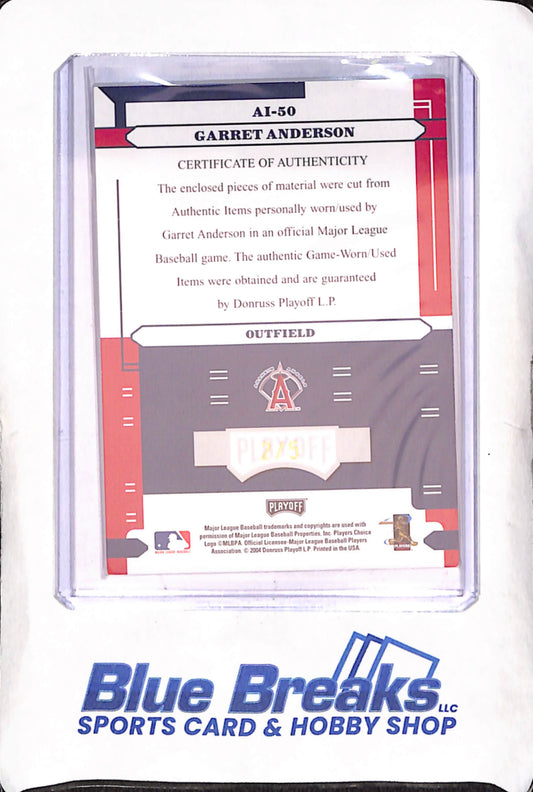 AI-50
GARRET ANDERSON
CERTIFICATE OF AUTHENTICITY
The enclosed pieces of material were cut from
Authentic Items personally worn/used by
Garret Anderson in an official Major League
Baseball game. The authentic Game-Worn/Used
Items were obtained and are guaranteed
by Donruss Playoff L.P.
OUTFIELD
A
PLAYOFF
PLAYOFF
Major League Baseball trademarks and copyrights are used with
permission of Major League Baseball Properties, Inc. Players Choice
Logo ©MLBPA. Official Licensee-Major League Baseball Players
Association. © 2004 Donruss Playoff L.P. Printed in the USA.
Blue Breaks LLC
SPORTS CARD & HOBBY SHOP